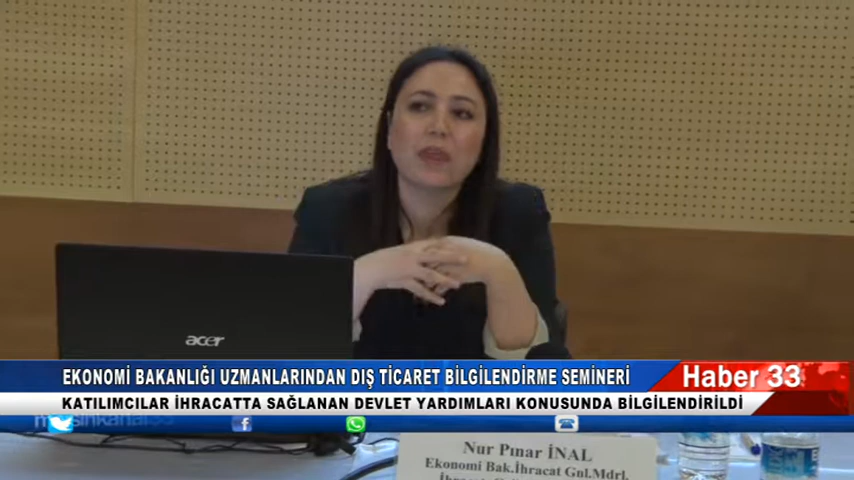 acer
EKONOMİ BAKANLIĞI UZMANLARINDAN DIŞ TİCARET BİLGİLENDİRME SEMİNERİ
Haber 33
KATILIMCILAR İHRACATTA SAĞLANAN DEVLET YARDIMLARI KONUSUNDA BİLGİLENDİRİLDİ
Nur Pınar İNAL
Ekonomi Bak.İhracat Gnl.Mdrl.